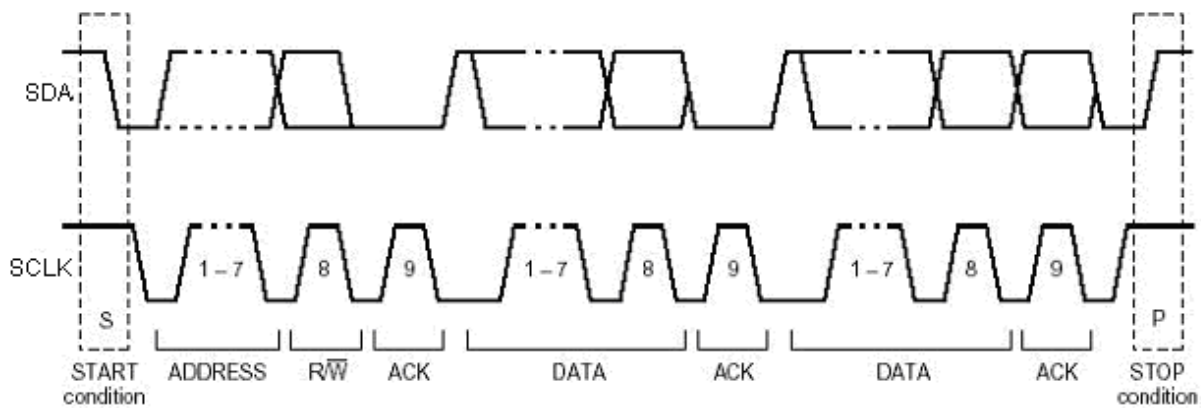 SDA
SCLK
1 – 7 8 9 1 – 7 8 9 1 – 7 8 9
S P
START ADDRESS R/W̅ ACK DATA ACK DATA ACK STOP
condition condition